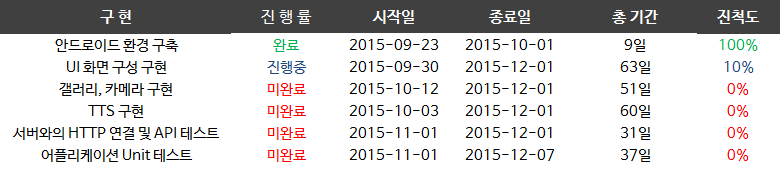 구 현 진 행 률 시작일 종료일 총 기간 진척도
안드로이드 환경 구축 완료 2015-09-23 2015-10-01 9일 100%
UI 화면 구성 구현 진행중 2015-09-30 2015-12-01 63일 10%
갤러리, 카메라 구현 미완료 2015-10-12 2015-12-01 51일 0%
TTS 구현 미완료 2015-10-03 2015-12-01 60일 0%
서버와의 HTTP 연결 및 API 테스트 미완료 2015-11-01 2015-12-01 31일 0%
어플리케이션 Unit 테스트 미완료 2015-11-01 2015-12-07 37일 0%